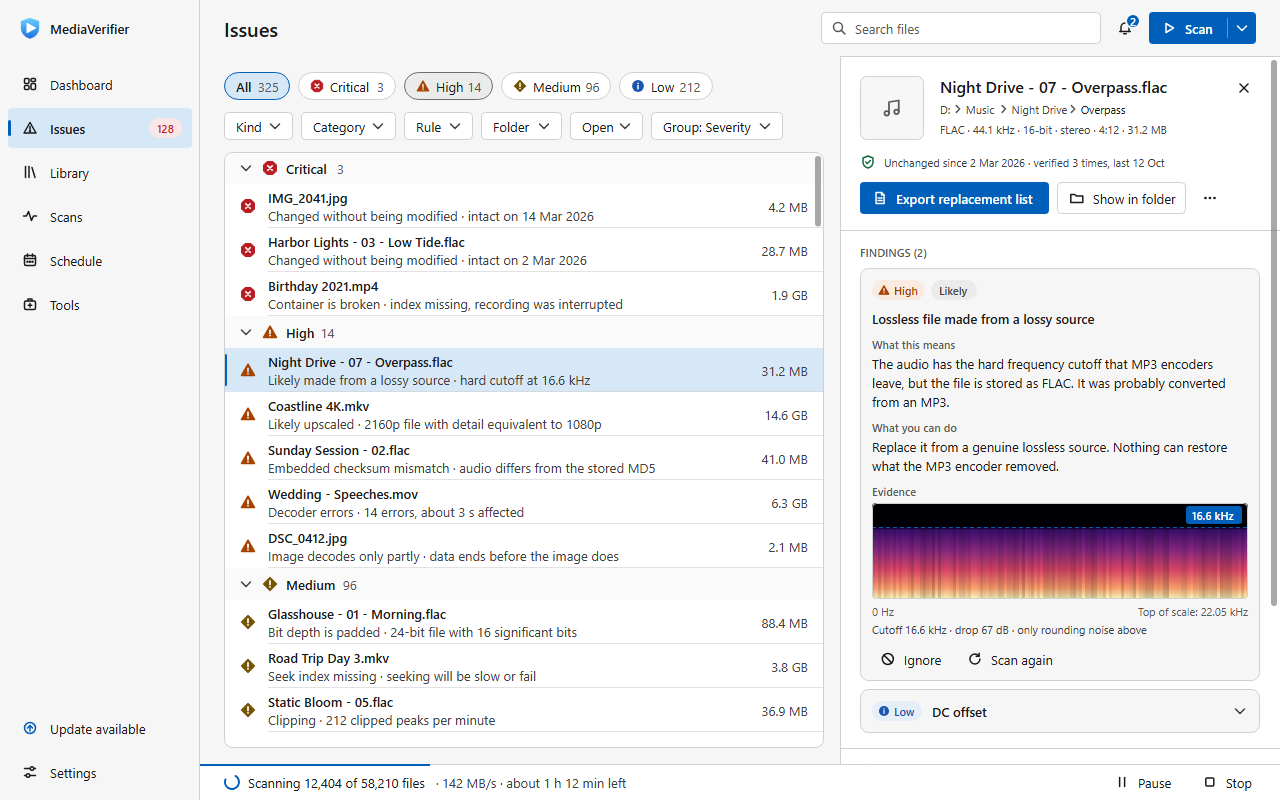 MediaVerifier
Dashboard
Issues 128
Library
Scans
Schedule
Tools
Update available
Settings
Issues
Search files
2
Scan
All 325
Critical 3
High 14
Medium 96
Low 212
Kind
Category
Rule
Folder
Open
Group: Severity
Critical 3
IMG_2041.jpg
Changed without being modified · intact on 14 Mar 2026
4.2 MB
Harbor Lights - 03 - Low Tide.flac
Changed without being modified · intact on 2 Mar 2026
28.7 MB
Birthday 2021.mp4
Container is broken · index missing, recording was interrupted
1.9 GB
High 14
Night Drive - 07 - Overpass.flac
Likely made from a lossy source · hard cutoff at 16.6 kHz
31.2 MB
Coastline 4K.mkv
Likely upscaled · 2160p file with detail equivalent to 1080p
14.6 GB
Sunday Session - 02.flac
Embedded checksum mismatch · audio differs from the stored MD5
41.0 MB
Wedding - Speeches.mov
Decoder errors · 14 errors, about 3 s affected
6.3 GB
DSC_0412.jpg
Image decodes only partly · data ends before the image does
2.1 MB
Medium 96
Glasshouse - 01 - Morning.flac
Bit depth is padded · 24-bit file with 16 significant bits
88.4 MB
Road Trip Day 3.mkv
Seek index missing · seeking will be slow or fail
3.8 GB
Static Bloom - 05.flac
Clipping · 212 clipped peaks per minute
36.9 MB
Night Drive - 07 - Overpass.flac
D: Music Night Drive Overpass
FLAC · 44.1 kHz · 16-bit · stereo · 4:12 · 31.2 MB
Unchanged since 2 Mar 2026 · verified 3 times, last 12 Oct
Export replacement list
Show in folder
FINDINGS (2)
High
Likely
Lossless file made from a lossy source
What this means
The audio has the hard frequency cutoff that MP3 encoders
leave, but the file is stored as FLAC. It was probably converted
from an MP3.
What you can do
Replace it from a genuine lossless source. Nothing can restore
what the MP3 encoder removed.
Evidence
16.6 kHz
0 Hz
Top of scale: 22.05 kHz
Cutoff 16.6 kHz · drop 67 dB · only rounding noise above
Ignore
Scan again
Low
DC offset
Scanning 12,404 of 58,210 files · 142 MB/s · about 1 h 12 min left
Pause
Stop